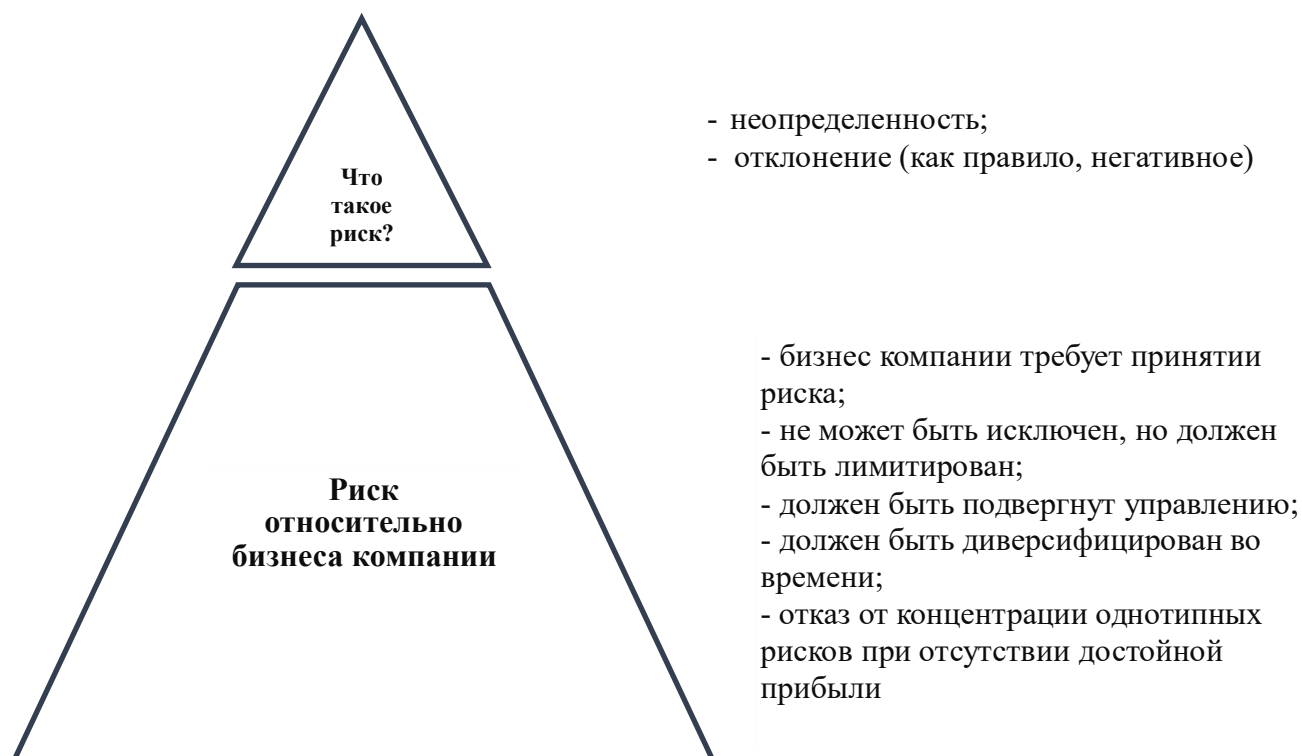 Что
такое
риск?
- неопределенность;
- отклонение (как правило, негативное)
Риск
относительно
бизнеса компании
- бизнес компании требует принятии
риска;
- не может быть исключен, но должен
быть лимитирован;
- должен быть подвергнут управлению;
- должен быть диверсифицирован во
времени;
- отказ от концентрации однотипных
рисков при отсутствии достойной
прибыли